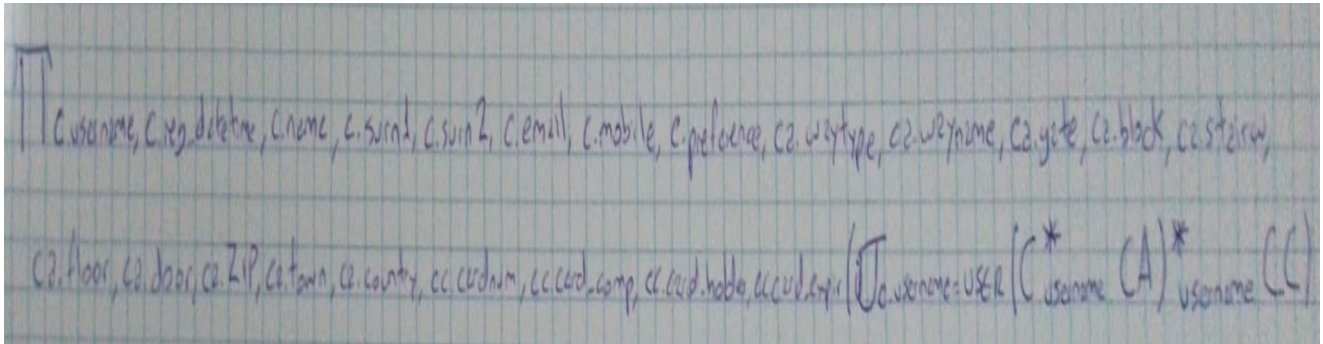 ∏ c.username, c.reg_datetime, c.name, c.surn1, c.surn2, c.email, c.mobile, c.preference, ca.waytype, ca.wayname, ca.gate, ca.block, ca.stairw,
ca.floor, ca.door, ca.ZIP, ca.town, ca.country, cc.cardnum, cc.card_comp, cc.card_holder, cc.card_expir (σ c.username=USER (C * username CA) * username CC)